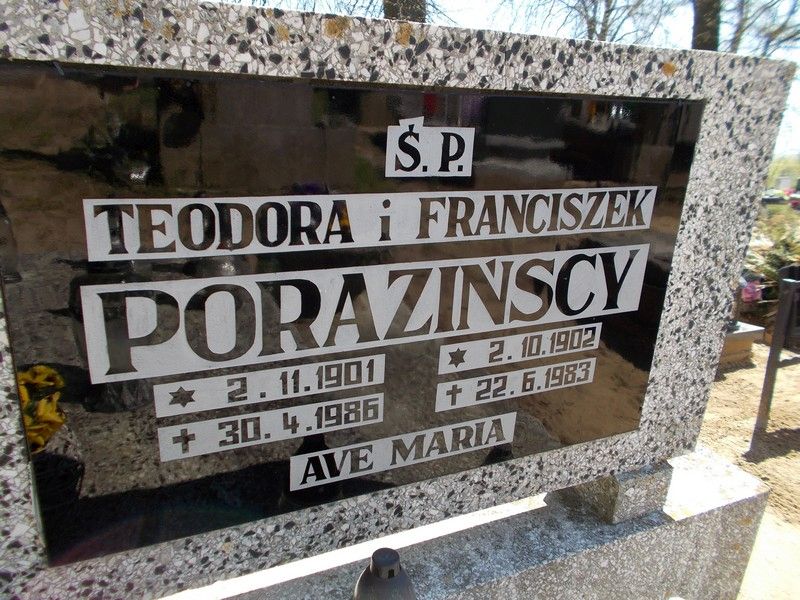 Ś. P.
TEODORA i FRANCISZEK
PORAZIŃSCY
✶ 2.11.1901 ✶ 2.10.1902
✝ 30.4.1986 ✝ 22.6.1983
AVE MARIA